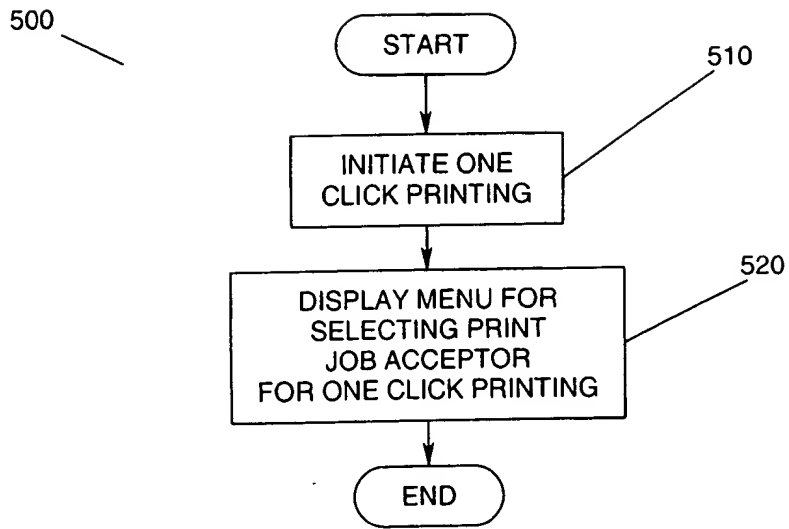 500
START
510
INITIATE ONE
CLICK PRINTING
520
DISPLAY MENU FOR
SELECTING PRINT
JOB ACCEPTOR
FOR ONE CLICK PRINTING
END